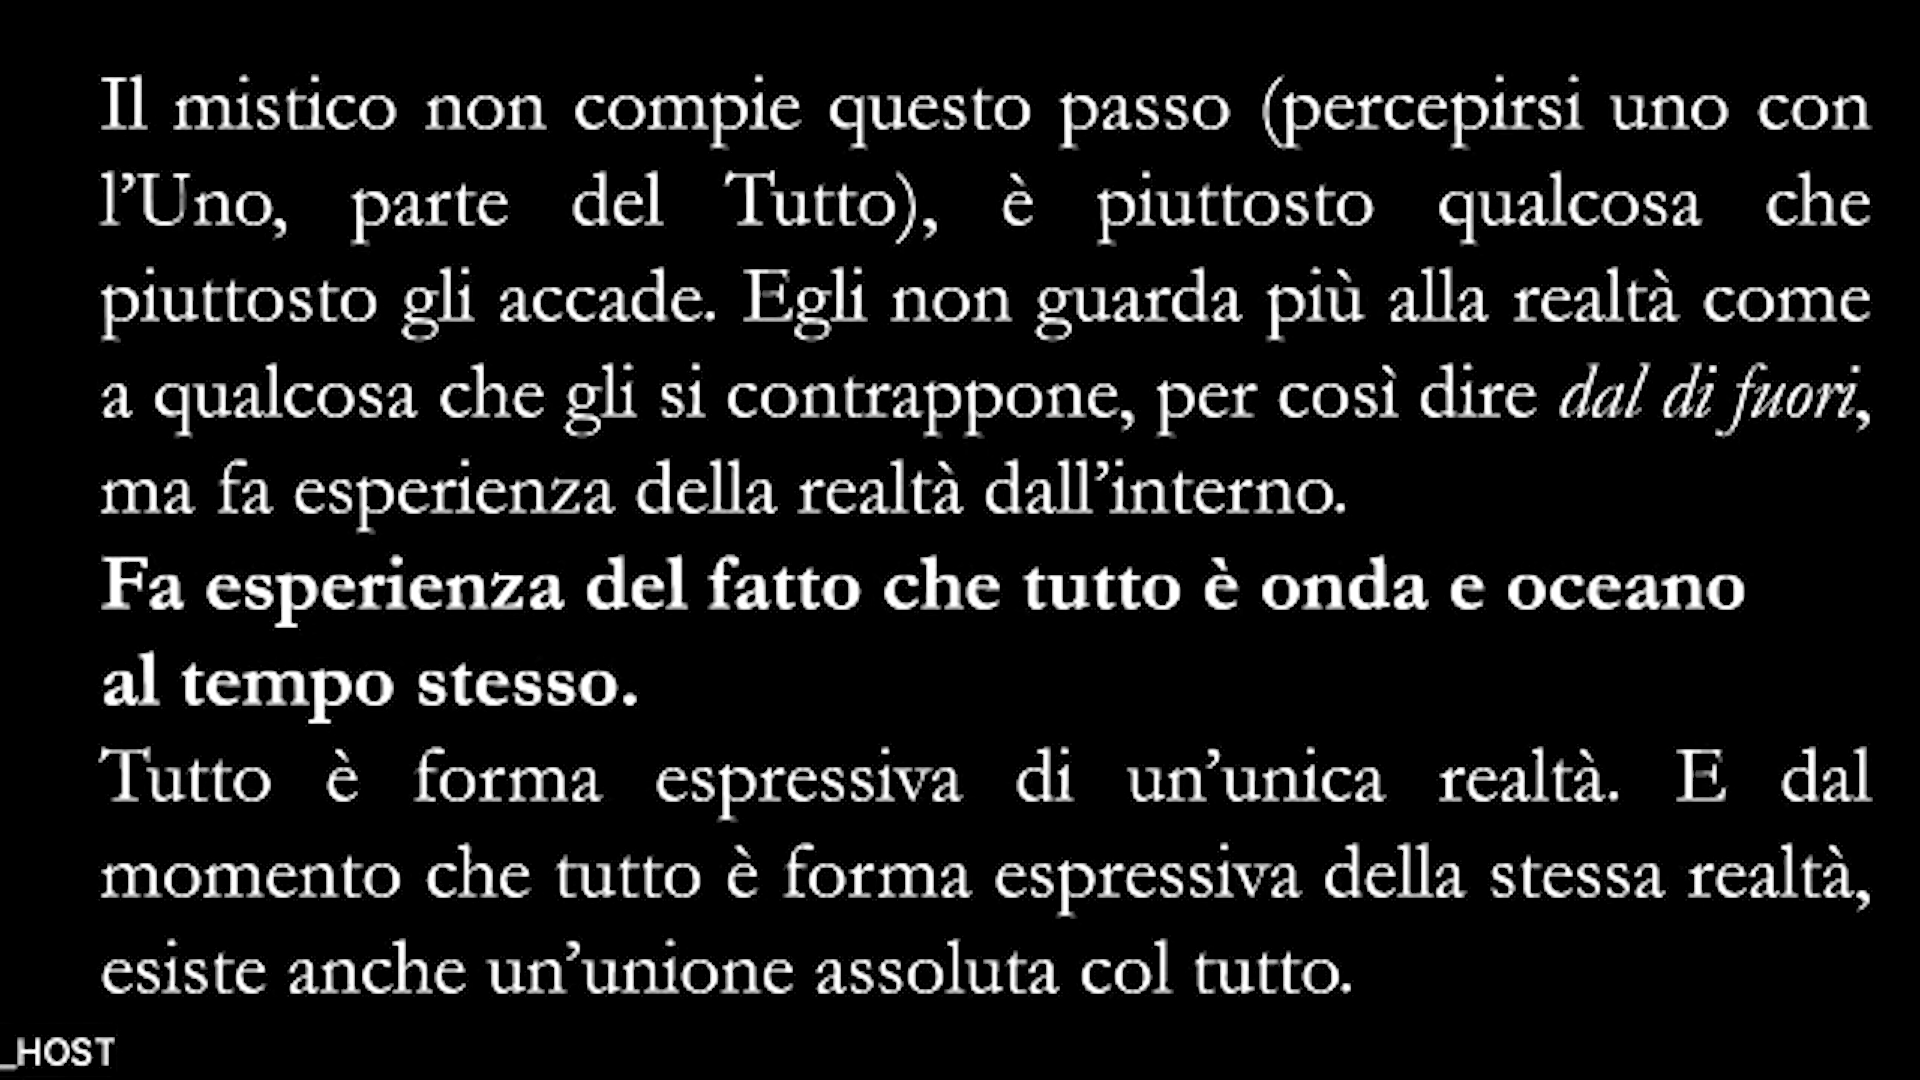 Il mistico non compie questo passo (percepirsi uno con
l’Uno, parte del Tutto), è piuttosto qualcosa che
piuttosto gli accade. Egli non guarda più alla realtà come
a qualcosa che gli si contrappone, per così dire dal di fuori,
ma fa esperienza della realtà dall’interno.
Fa esperienza del fatto che tutto è onda e oceano
al tempo stesso.
Tutto è forma espressiva di un’unica realtà. E dal
momento che tutto è forma espressiva della stessa realtà,
esiste anche un’unione assoluta col tutto.
_HOST